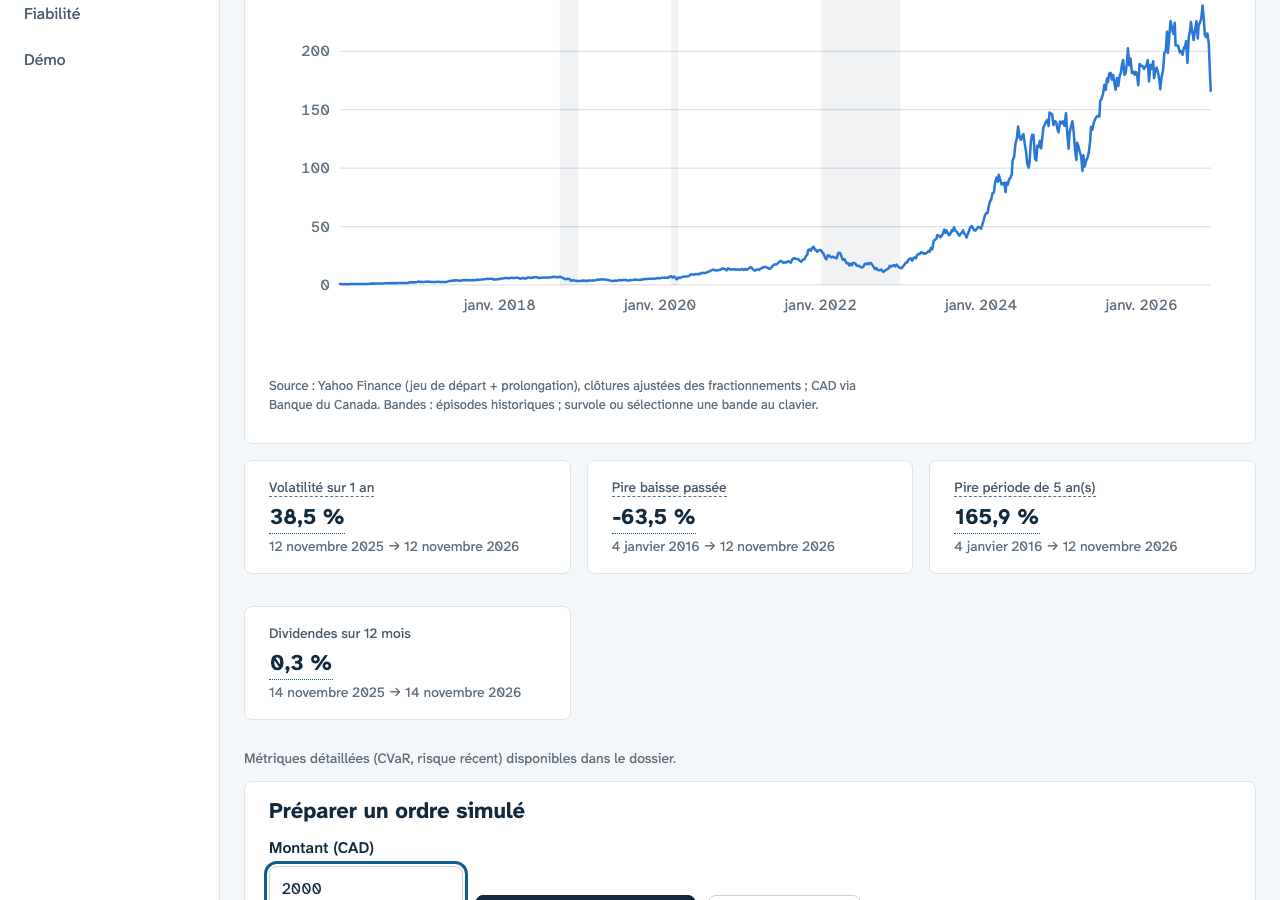 Fiabilité
Démo
200
150
100
50
0
janv. 2018 janv. 2020 janv. 2022 janv. 2024 janv. 2026
Source : Yahoo Finance (jeu de départ + prolongation), clôtures ajustées des fractionnements ; CAD via
Banque du Canada. Bandes : épisodes historiques ; survole ou sélectionne une bande au clavier.
Volatilité sur 1 an
38,5 %
12 novembre 2025 → 12 novembre 2026
Pire baisse passée
-63,5 %
4 janvier 2016 → 12 novembre 2026
Pire période de 5 an(s)
165,9 %
4 janvier 2016 → 12 novembre 2026
Dividendes sur 12 mois
0,3 %
14 novembre 2025 → 14 novembre 2026
Métriques détaillées (CVaR, risque récent) disponibles dans le dossier.
Préparer un ordre simulé
Montant (CAD)
2000